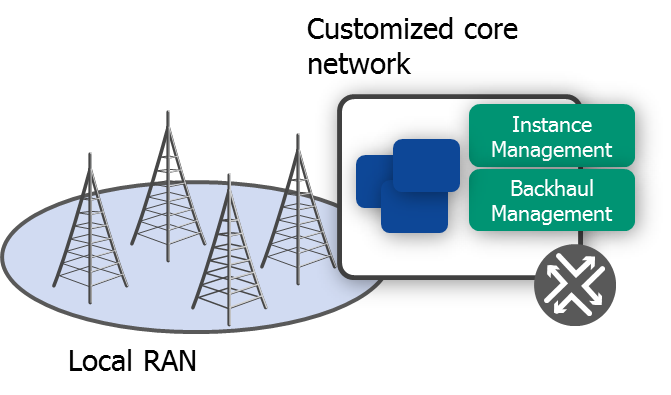 Customized core
network
Instance
Management
Backhaul
Management
Local RAN